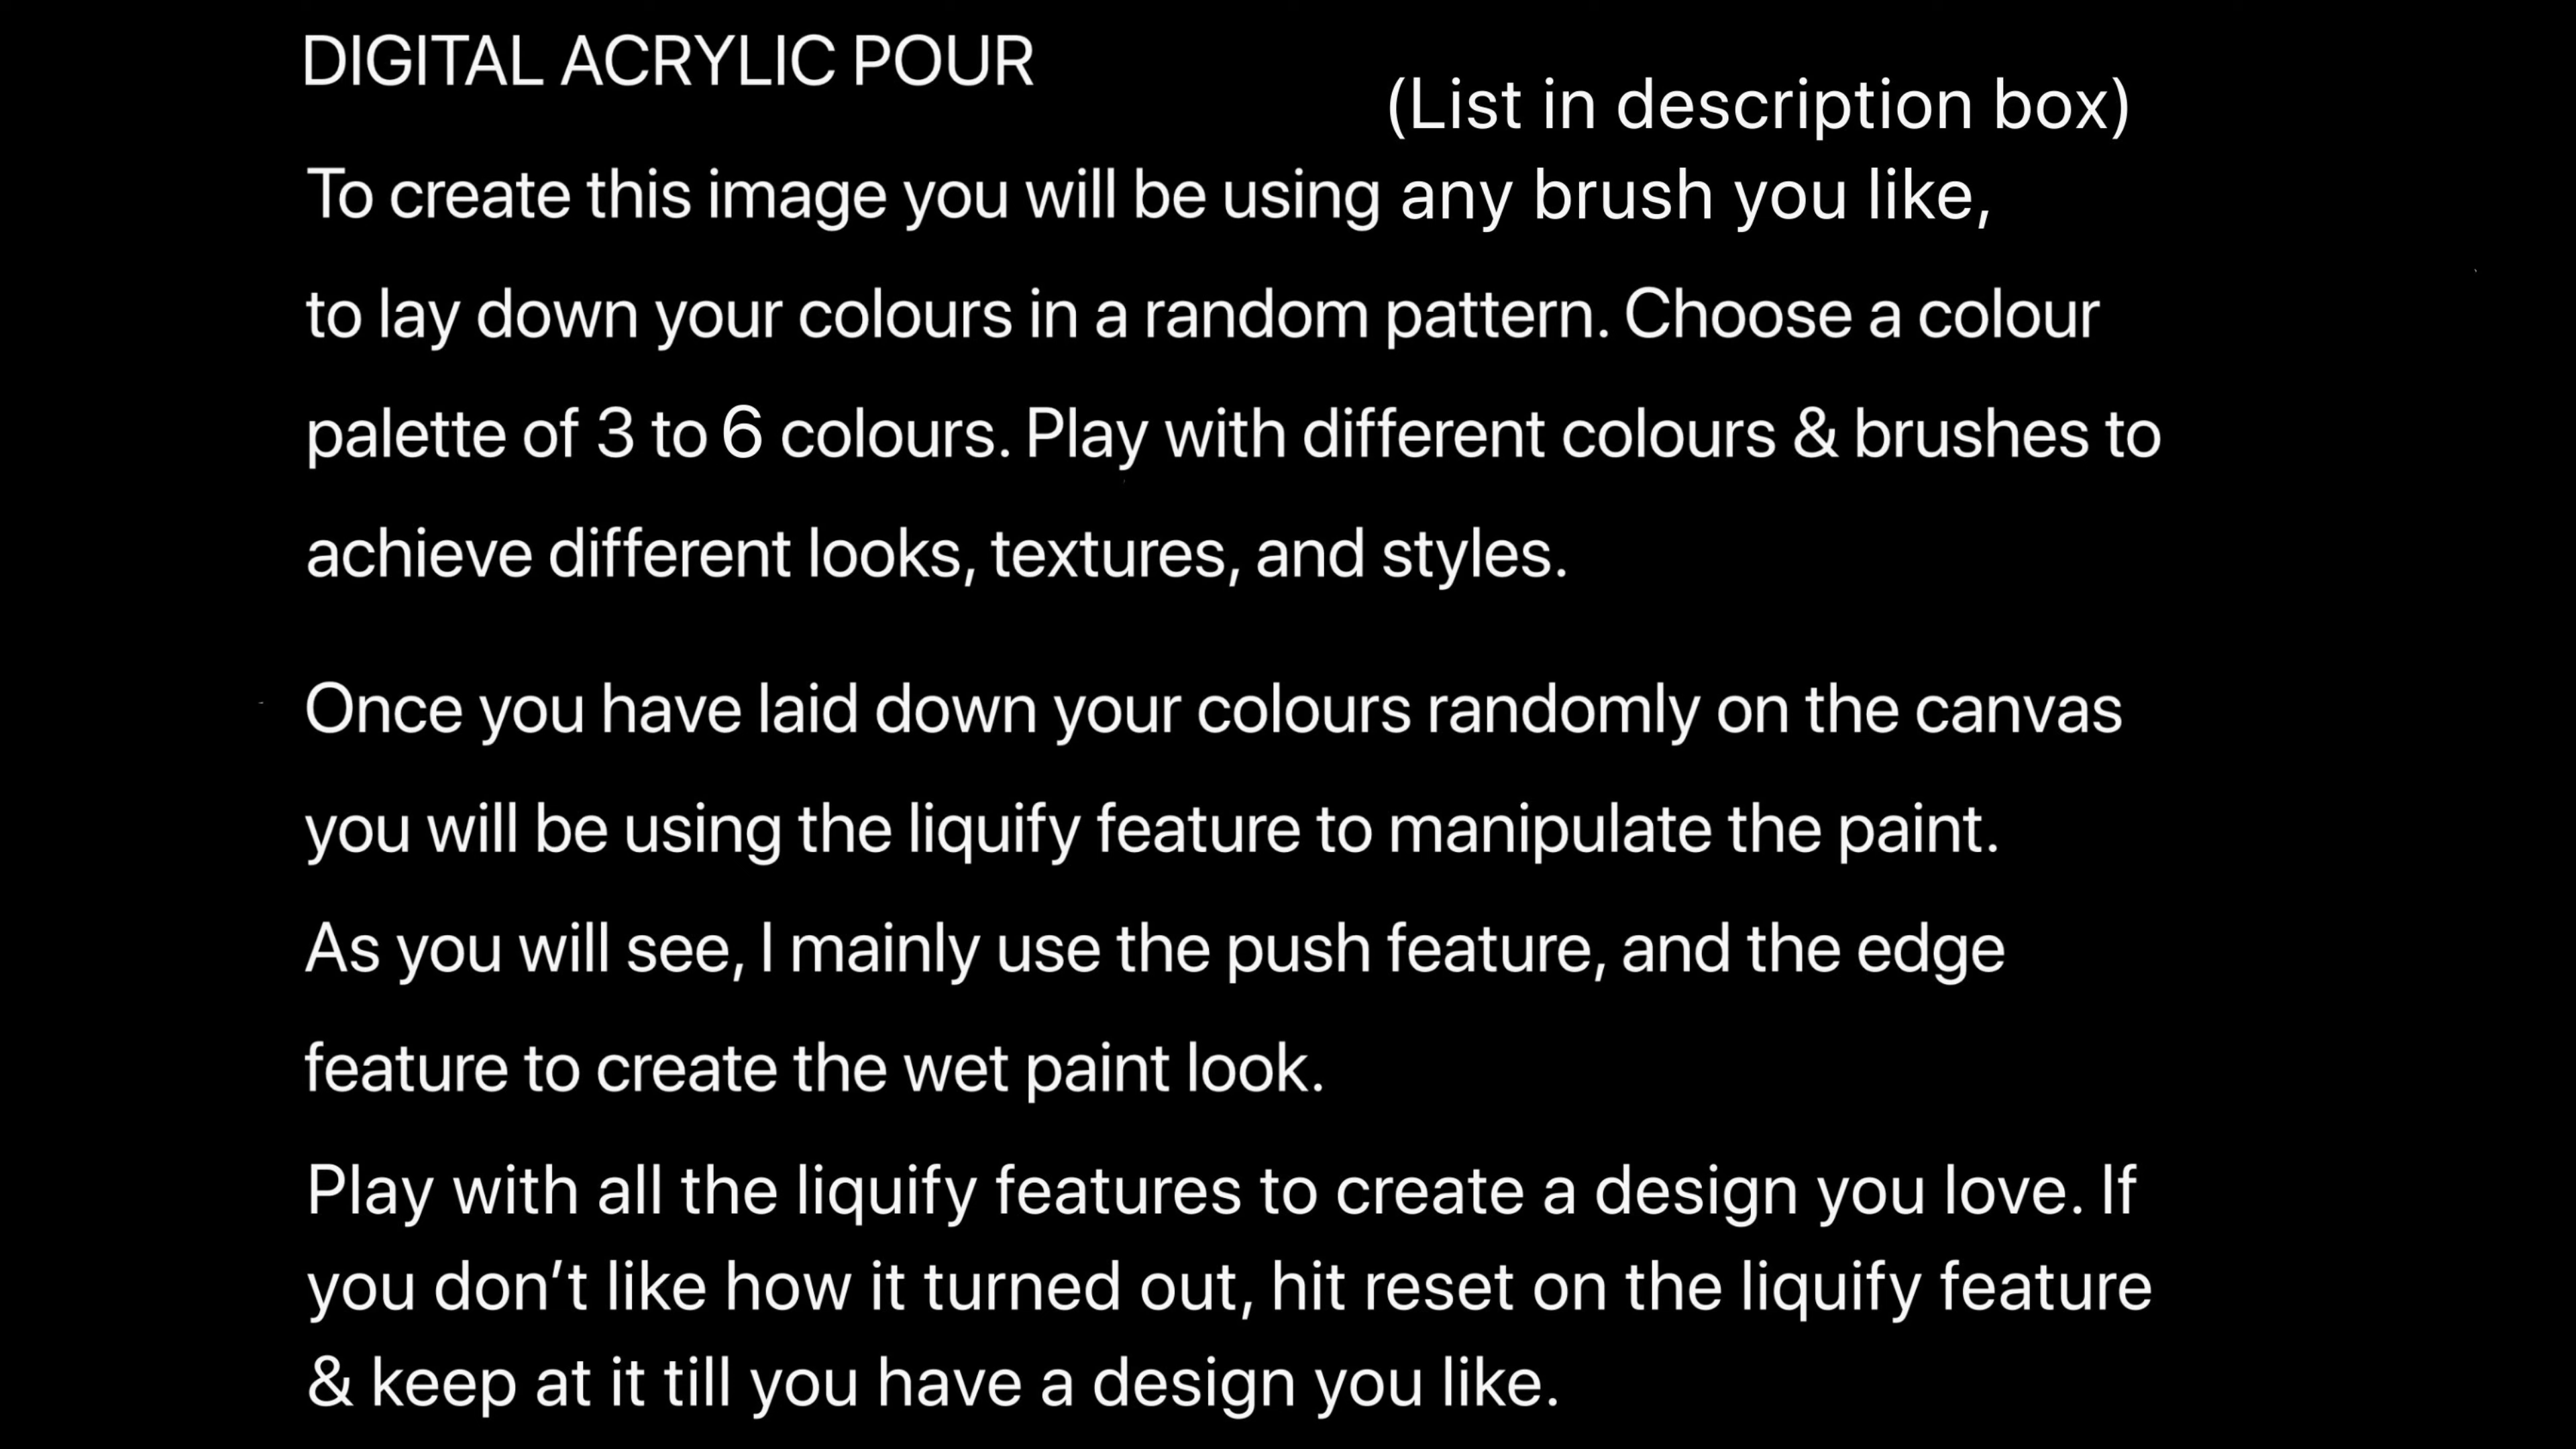 DIGITAL ACRYLIC POUR
(List in description box)
To create this image you will be using any brush you like,
to lay down your colours in a random pattern. Choose a colour
palette of 3 to 6 colours. Play with different colours & brushes to
achieve different looks, textures, and styles.
Once you have laid down your colours randomly on the canvas
you will be using the liquify feature to manipulate the paint.
As you will see, I mainly use the push feature, and the edge
feature to create the wet paint look.
Play with all the liquify features to create a design you love. If
you don’t like how it turned out, hit reset on the liquify feature
& keep at it till you have a design you like.